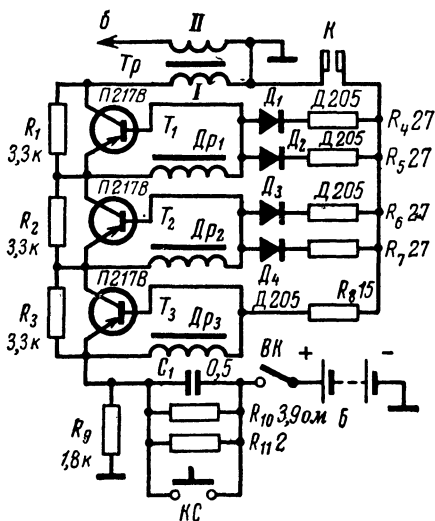 б
II
К
Тр
I
П217В
Д1
Д205
R1
3,3к
T1
Др1
R4 27
Д2
Д205
R5 27
П217В
Д3
Д205
R2
3,3к
T2
Др2
R6 27
R7 27
П217В
Д4
Д205
R8 15
R3
3,3к
T3
Др3
C1
0,5
ВК
+
-
R9
1,8к
R10 3,9ом
Б
R11 2
КС